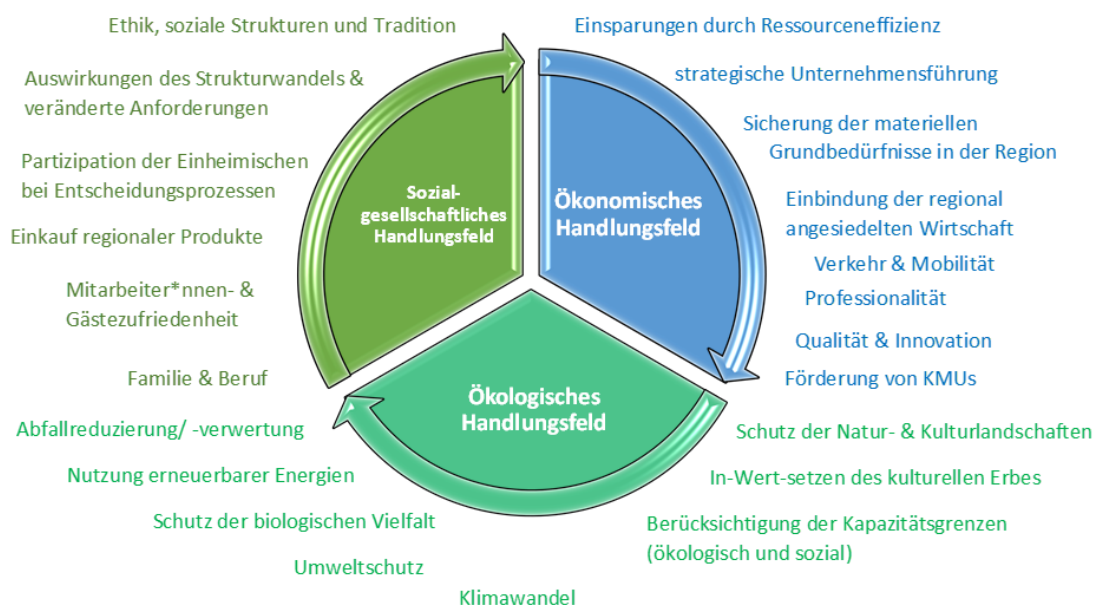 Ethik, soziale Strukturen und Tradition
Auswirkungen des Strukturwandels &
veränderte Anforderungen
Partizipation der Einheimischen
bei Entscheidungsprozessen
Einkauf regionaler Produkte
Mitarbeiter*nnen- &
Gästezufriedenheit
Familie & Beruf
Sozial-
gesellschaftliches
Handlungsfeld
Einsparungen durch Ressourceneffizienz
strategische Unternehmensführung
Sicherung der materiellen
Grundbedürfnisse in der Region
Einbindung der regional
angesiedelten Wirtschaft
Verkehr & Mobilität
Professionalität
Qualität & Innovation
Förderung von KMUs
Ökonomisches
Handlungsfeld
Ökologisches
Handlungsfeld
Abfallreduzierung/ -verwertung
Nutzung erneuerbarer Energien
Schutz der biologischen Vielfalt
Umweltschutz
Klimawandel
Schutz der Natur- & Kulturlandschaften
In-Wert-setzen des kulturellen Erbes
Berücksichtigung der Kapazitätsgrenzen
(ökologisch und sozial)